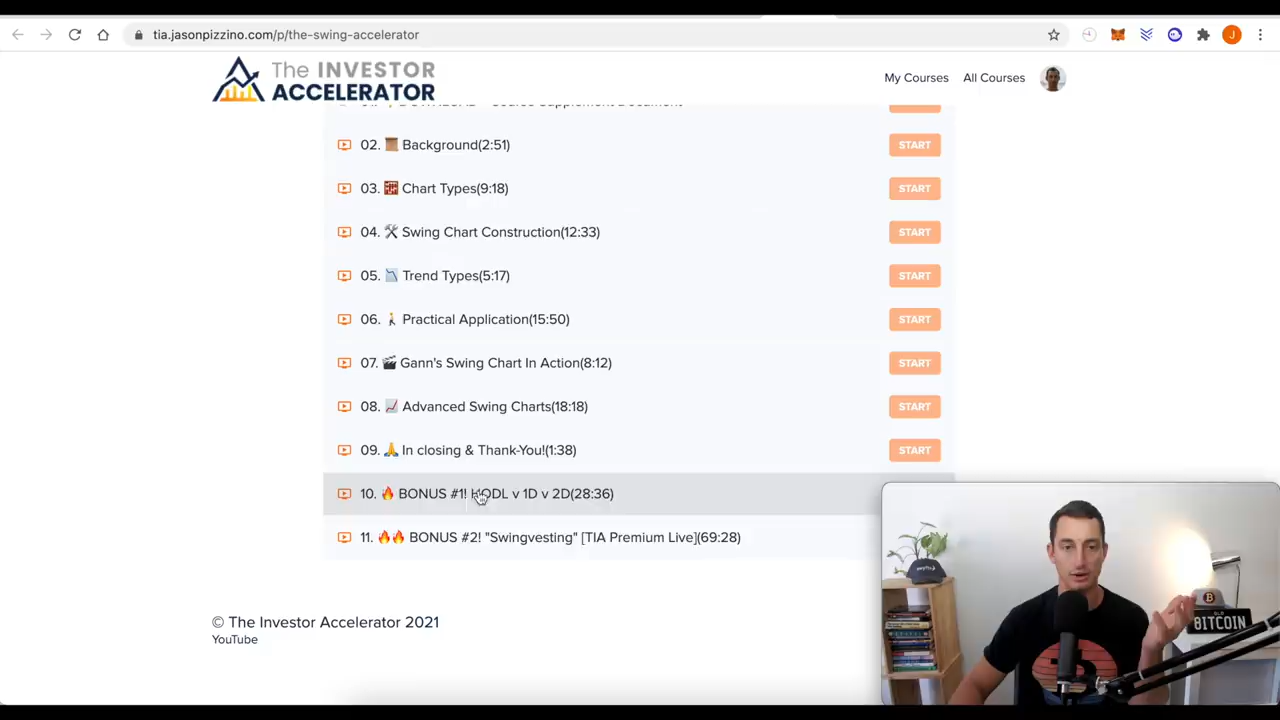 tia.jasonpizzino.com/p/the-swing-accelerator
J
The INVESTOR
ACCELERATOR
My Courses
All Courses
02. Background(2:51)
START
03. Chart Types(9:18)
START
04. Swing Chart Construction(12:33)
START
05. Trend Types(5:17)
START
06. Practical Application(15:50)
START
07. Gann's Swing Chart In Action(8:12)
START
08. Advanced Swing Charts(18:18)
START
09. In closing & Thank-You!(1:38)
START
10. BONUS #1! HODL v 1D v 2D(28:36)
11. BONUS #2! "Swingvesting" [TIA Premium Live](69:28)
© The Investor Accelerator 2021
YouTube
BITCOIN